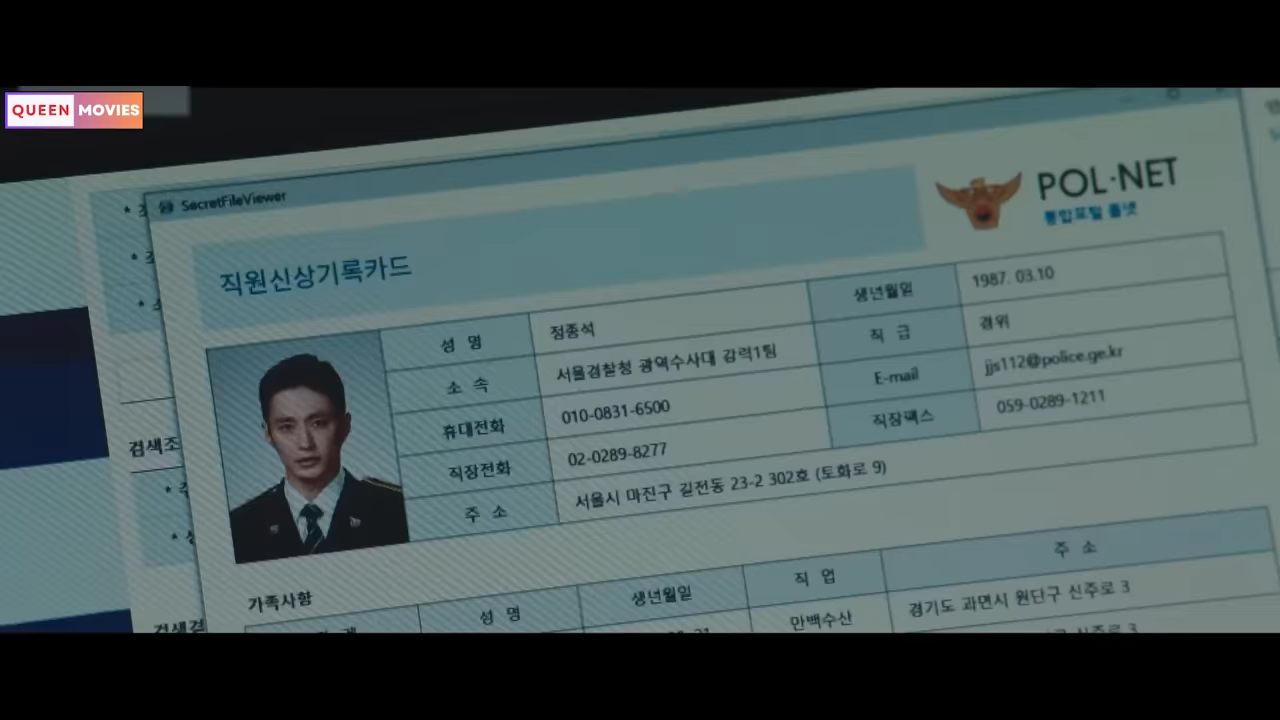 QUEEN MOVIES
SecretFileViewer
POL·NET
통합포털 폴넷
직원신상기록카드
성 명 정종석 생년월일 1987. 03.10
소 속 서울경찰청 광역수사대 강력1팀 직 급 경위
휴대전화 010-0831-6500 E-mail jjs112@police.ge.kr
직장전화 02-0289-8277 직장팩스 059-0289-1211
주 소 서울시 마진구 길전동 23-2 302호 (토화로 9)
가족사항
성 명 생년월일 직 업 주 소
만백수산 경기도 과면시 원단구 신주로 3
신주로 3
검색조